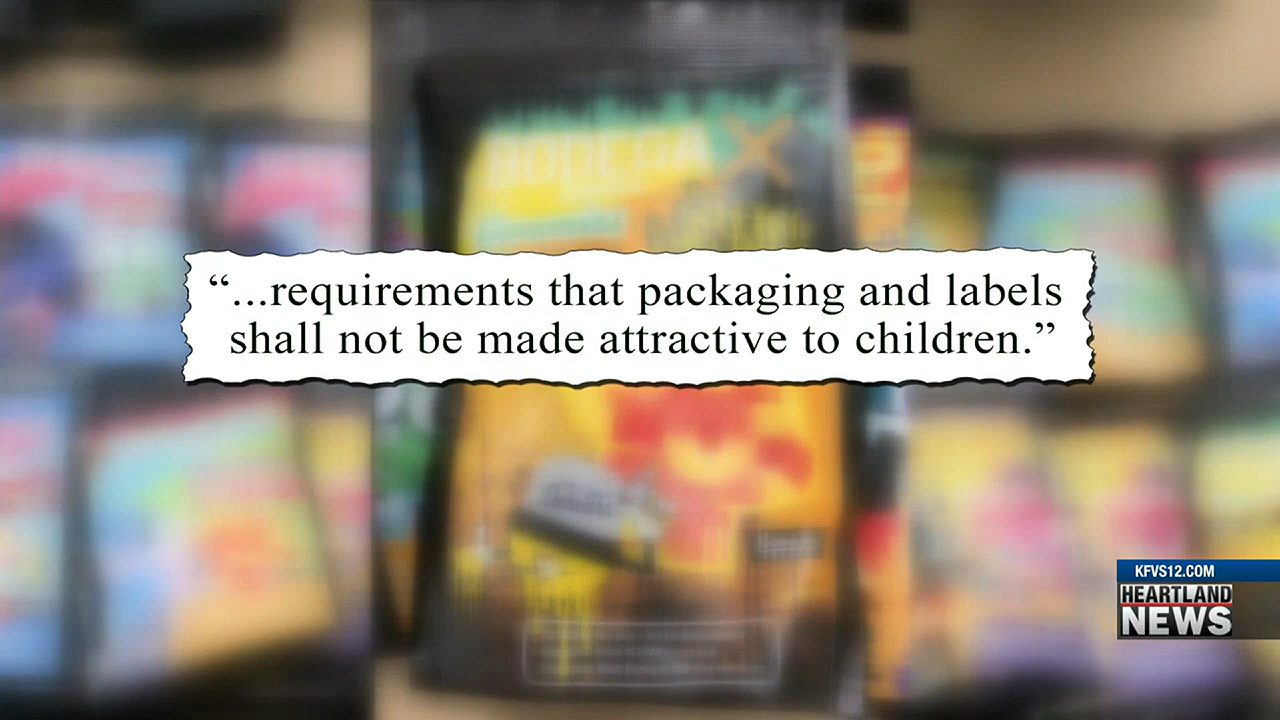 “...requirements that packaging and labels
shall not be made attractive to children.”
KFVS12.COM
HEARTLAND
NEWS